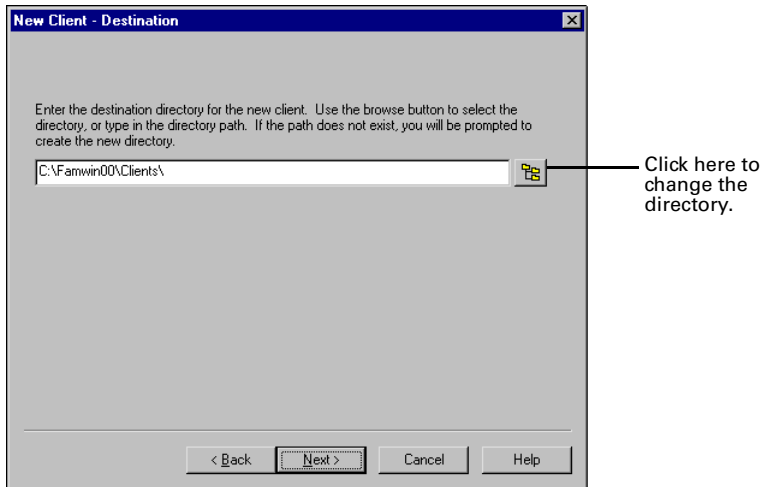 New Client - Destination
Enter the destination directory for the new client. Use the browse button to select the
directory, or type in the directory path. If the path does not exist, you will be prompted to
create the new directory.
C:\Famwin00\Clients\
Click here to
change the
directory.
< Back
Next >
Cancel
Help